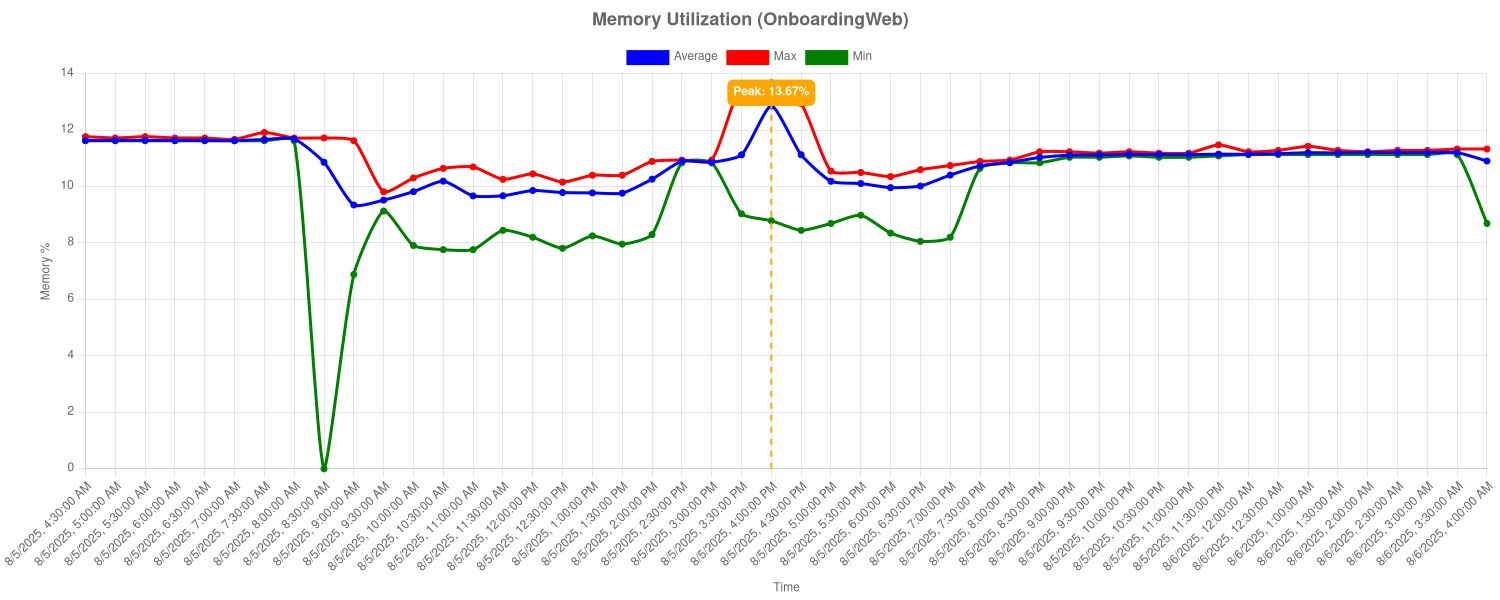 Memory Utilization (OnboardingWeb)
Average Max Min
Peak: 13.67%
14
12
10
8
6
4
2
0
Memory %
8/5/2025, 4:30:00 AM
8/5/2025, 5:00:00 AM
8/5/2025, 5:30:00 AM
8/5/2025, 6:00:00 AM
8/5/2025, 6:30:00 AM
8/5/2025, 7:00:00 AM
8/5/2025, 7:30:00 AM
8/5/2025, 8:00:00 AM
8/5/2025, 8:30:00 AM
8/5/2025, 9:00:00 AM
8/5/2025, 9:30:00 AM
8/5/2025, 10:00:00 AM
8/5/2025, 10:30:00 AM
8/5/2025, 11:00:00 AM
8/5/2025, 11:30:00 AM
8/5/2025, 12:00:00 PM
8/5/2025, 12:30:00 PM
8/5/2025, 1:00:00 PM
8/5/2025, 1:30:00 PM
8/5/2025, 2:00:00 PM
8/5/2025, 2:30:00 PM
8/5/2025, 3:00:00 PM
8/5/2025, 3:30:00 PM
8/5/2025, 4:00:00 PM
8/5/2025, 4:30:00 PM
8/5/2025, 5:00:00 PM
8/5/2025, 5:30:00 PM
8/5/2025, 6:00:00 PM
8/5/2025, 6:30:00 PM
8/5/2025, 7:00:00 PM
8/5/2025, 7:30:00 PM
8/5/2025, 8:00:00 PM
8/5/2025, 8:30:00 PM
8/5/2025, 9:00:00 PM
8/5/2025, 9:30:00 PM
8/5/2025, 10:00:00 PM
8/5/2025, 10:30:00 PM
8/5/2025, 11:00:00 PM
8/5/2025, 11:30:00 PM
8/6/2025, 12:00:00 AM
8/6/2025, 12:30:00 AM
8/6/2025, 1:00:00 AM
8/6/2025, 1:30:00 AM
8/6/2025, 2:00:00 AM
8/6/2025, 2:30:00 AM
8/6/2025, 3:00:00 AM
8/6/2025, 3:30:00 AM
8/6/2025, 4:00:00 AM
Time